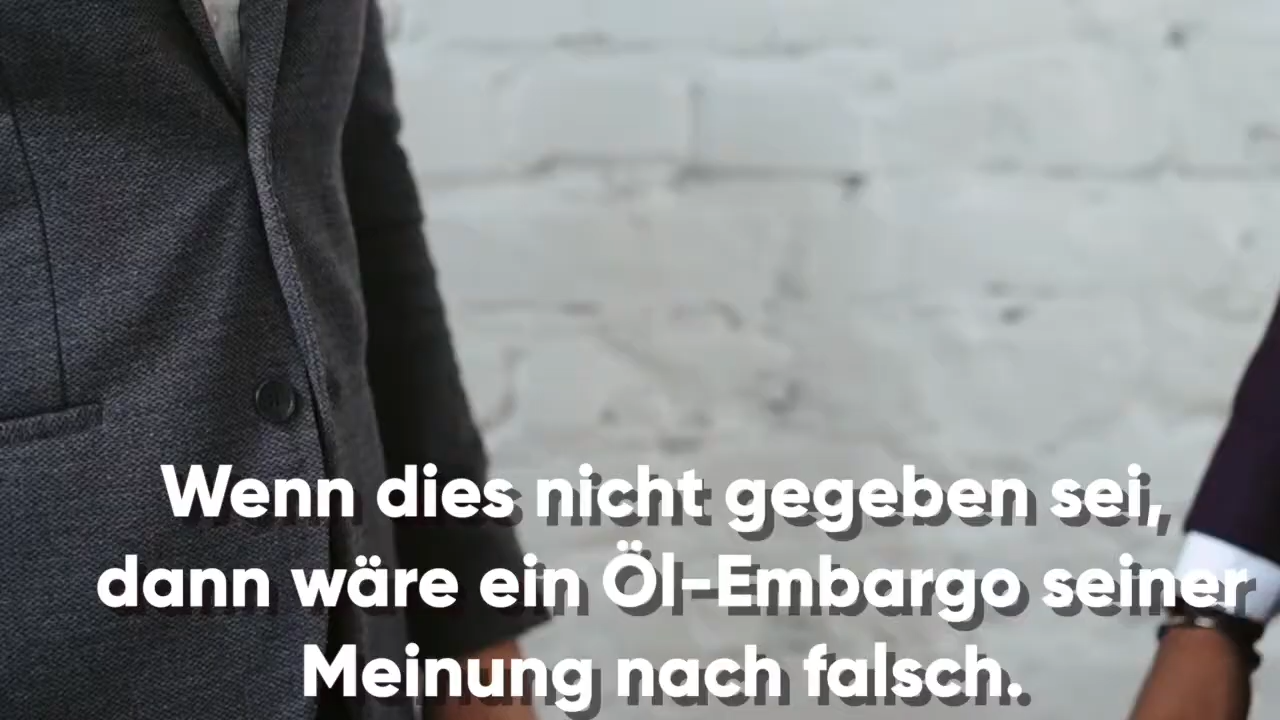 Wenn dies nicht gegeben sei,
dann wäre ein Öl-Embargo seiner
Meinung nach falsch.